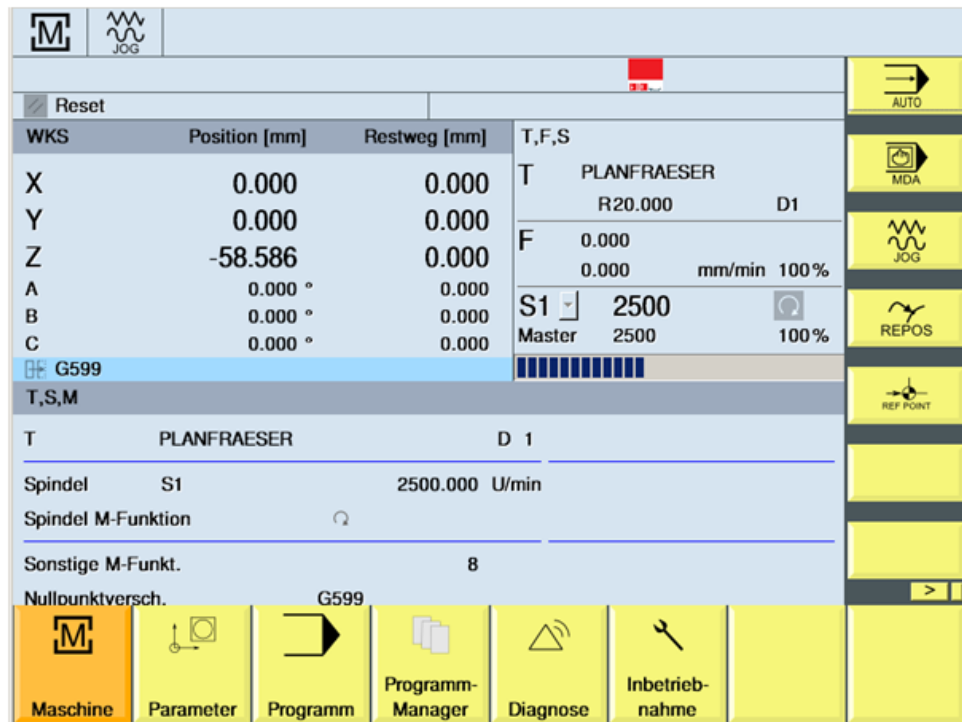 M
JOG
Reset
AUTO
WKS Position [mm] Restweg [mm]
X 0.000 0.000
Y 0.000 0.000
Z -58.586 0.000
A 0.000 ° 0.000
B 0.000 ° 0.000
C 0.000 ° 0.000
G599
T,F,S
T PLANFRAESER
R20.000 D1
F 0.000
0.000 mm/min 100%
S1 2500
Master 2500 100%
MDA
JOG
REPOS
REF POINT
T,S,M
T PLANFRAESER D 1
Spindel S1 2500.000 U/min
Spindel M-Funktion
Sonstige M-Funkt. 8
Nullpunktversch. G599
>
M
Maschine
Parameter
Programm
Programm-
Manager
Diagnose
Inbetrieb-
nahme